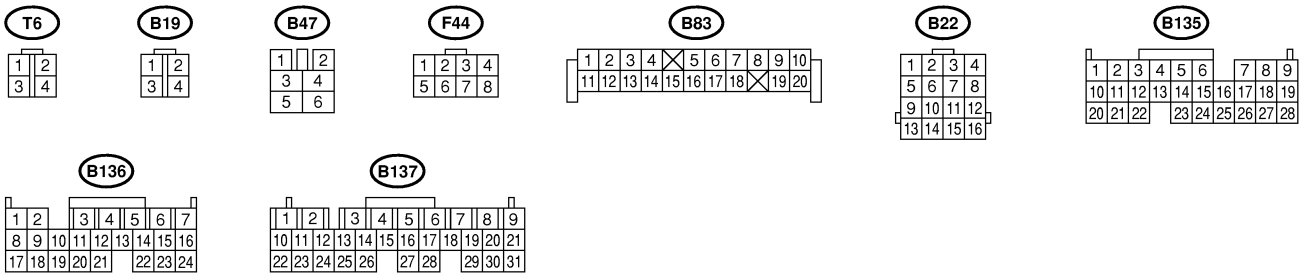 T6 B19 B47 F44 B83 B22 B135
1 2
3 4
1 2
3 4
1 2
3 4
5 6
1 2 3 4
5 6 7 8
1 2 3 4 5 6 7 8 9 10
11 12 13 14 15 16 17 18 19 20
1 2 3 4
5 6 7 8
9 10 11 12
13 14 15 16
1 2 3 4 5 6 7 8 9
10 11 12 13 14 15 16 17 18 19
20 21 22 23 24 25 26 27 28
B136 B137
1 2 3 4 5 6 7
8 9 10 11 12 13 14 15 16
17 18 19 20 21 22 23 24
1 2 3 4 5 6 7 8 9
10 11 12 13 14 15 16 17 18 19 20 21
22 23 24 25 26 27 28 29 30 31